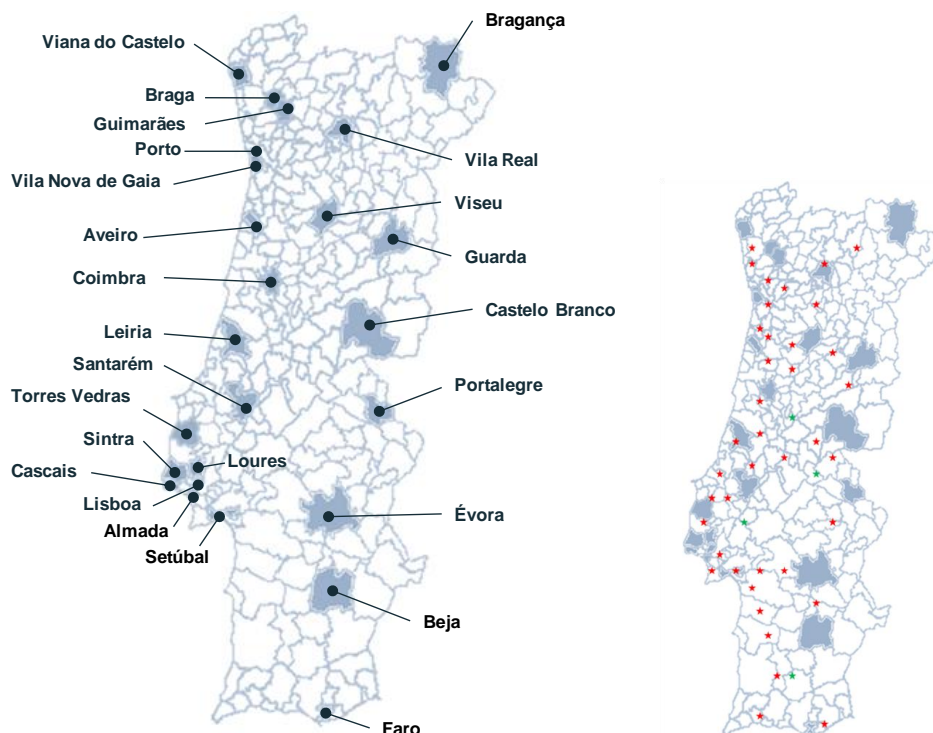 Bragança
Viana do Castelo
Braga
Guimarães
Porto
Vila Real
Vila Nova de Gaia
Viseu
Aveiro
Guarda
Coimbra
Castelo Branco
Leiria
Santarém
Portalegre
Torres Vedras
Sintra
Loures
Cascais
Lisboa
Évora
Almada
Setúbal
Beja
Faro